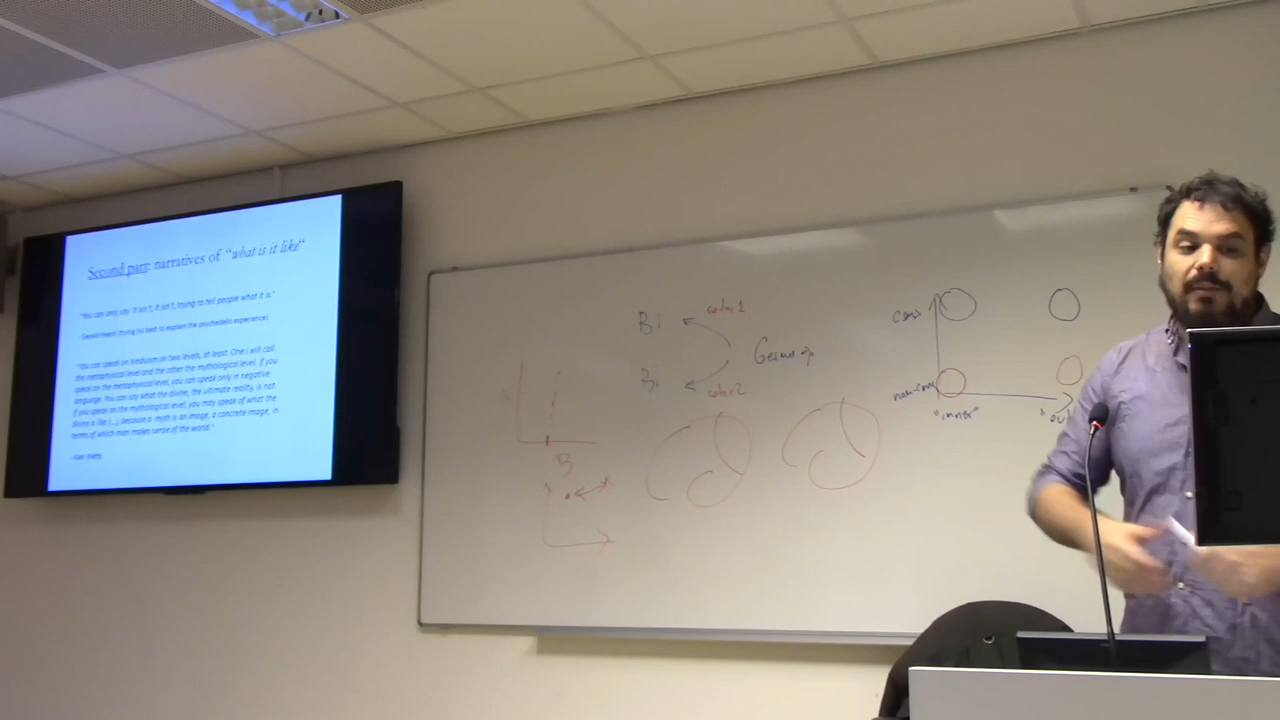 Second part: narratives of "what is it like"
"You can only say 'it isn't, it isn't, trying to tell people what it is."
- Gerald Heard (trying his best to explain the psychedelic experience)
"You can speak on hinduism on two levels, at least. One I will call
the metaphysical level and the other the mythological level. If you
speak on the metaphysical level, you can speak only in negative
language. You can say what the divine, the ultimate reality, is not.
If you speak on the mythological level, you may speak of what the
divine is like (...), because a myth is an image, a concrete image, in
terms of which man makes sense of the world."
- Alan Watts
color 1
Bi
Bi
color 2
B
Cons
non-cons
"inner"